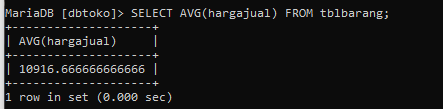 MariaDB [dbtoko]> SELECT AVG(hargajual) FROM tblbarang;
+--------------------+
| AVG(hargajual)     |
+--------------------+
| 10916.666666666666 |
+--------------------+
1 row in set (0.000 sec)